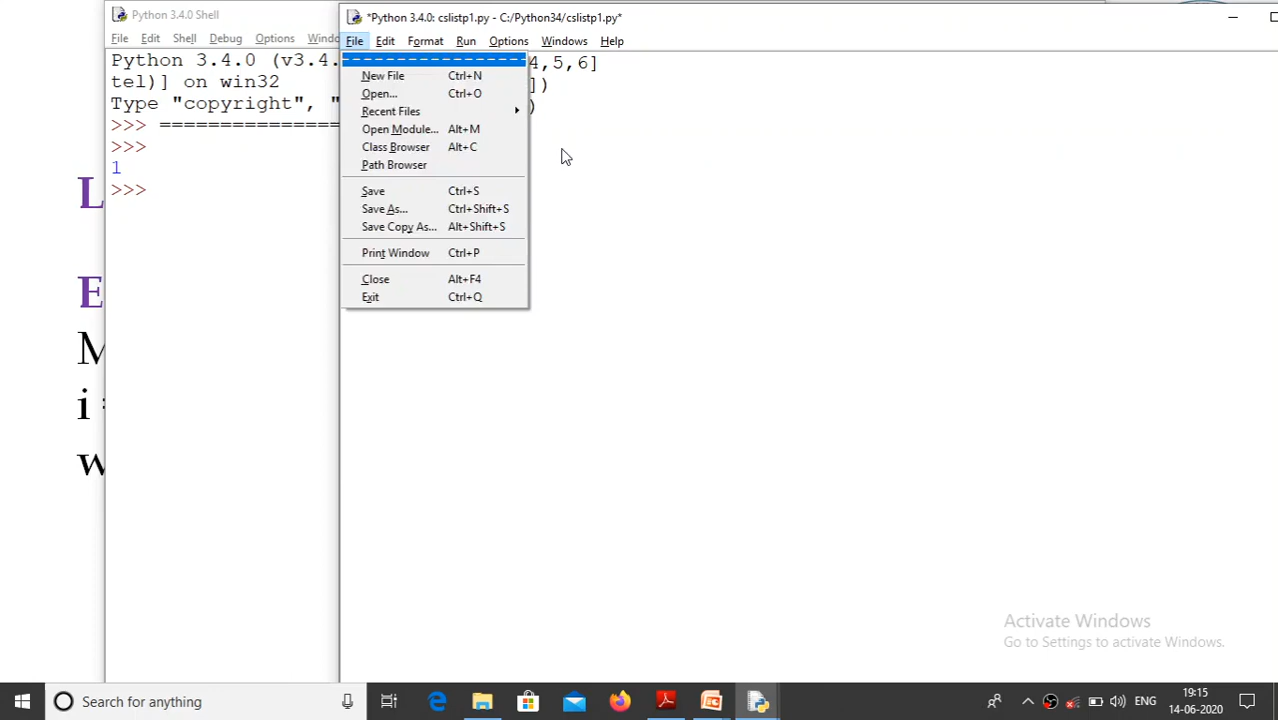 Python 3.4.0 Shell
*Python 3.4.0: cslistp1.py - C:/Python34/cslistp1.py*
File Edit Shell Debug Options
File Edit Format Run Options Windows Help
Python 3.4.0 (v3.4.
tel)] on win32
Type "copyright", "
>>> ================
>>>
1
>>>
4,5,6]
])
)
New File Ctrl+N
Open... Ctrl+O
Recent Files
Open Module... Alt+M
Class Browser Alt+C
Path Browser
Save Ctrl+S
Save As... Ctrl+Shift+S
Save Copy As... Alt+Shift+S
Print Window Ctrl+P
Close Alt+F4
Exit Ctrl+Q
L
E
M
i
w
Activate Windows
Go to Settings to activate Windows.
Search for anything
ENG
19:15
14-06-2020